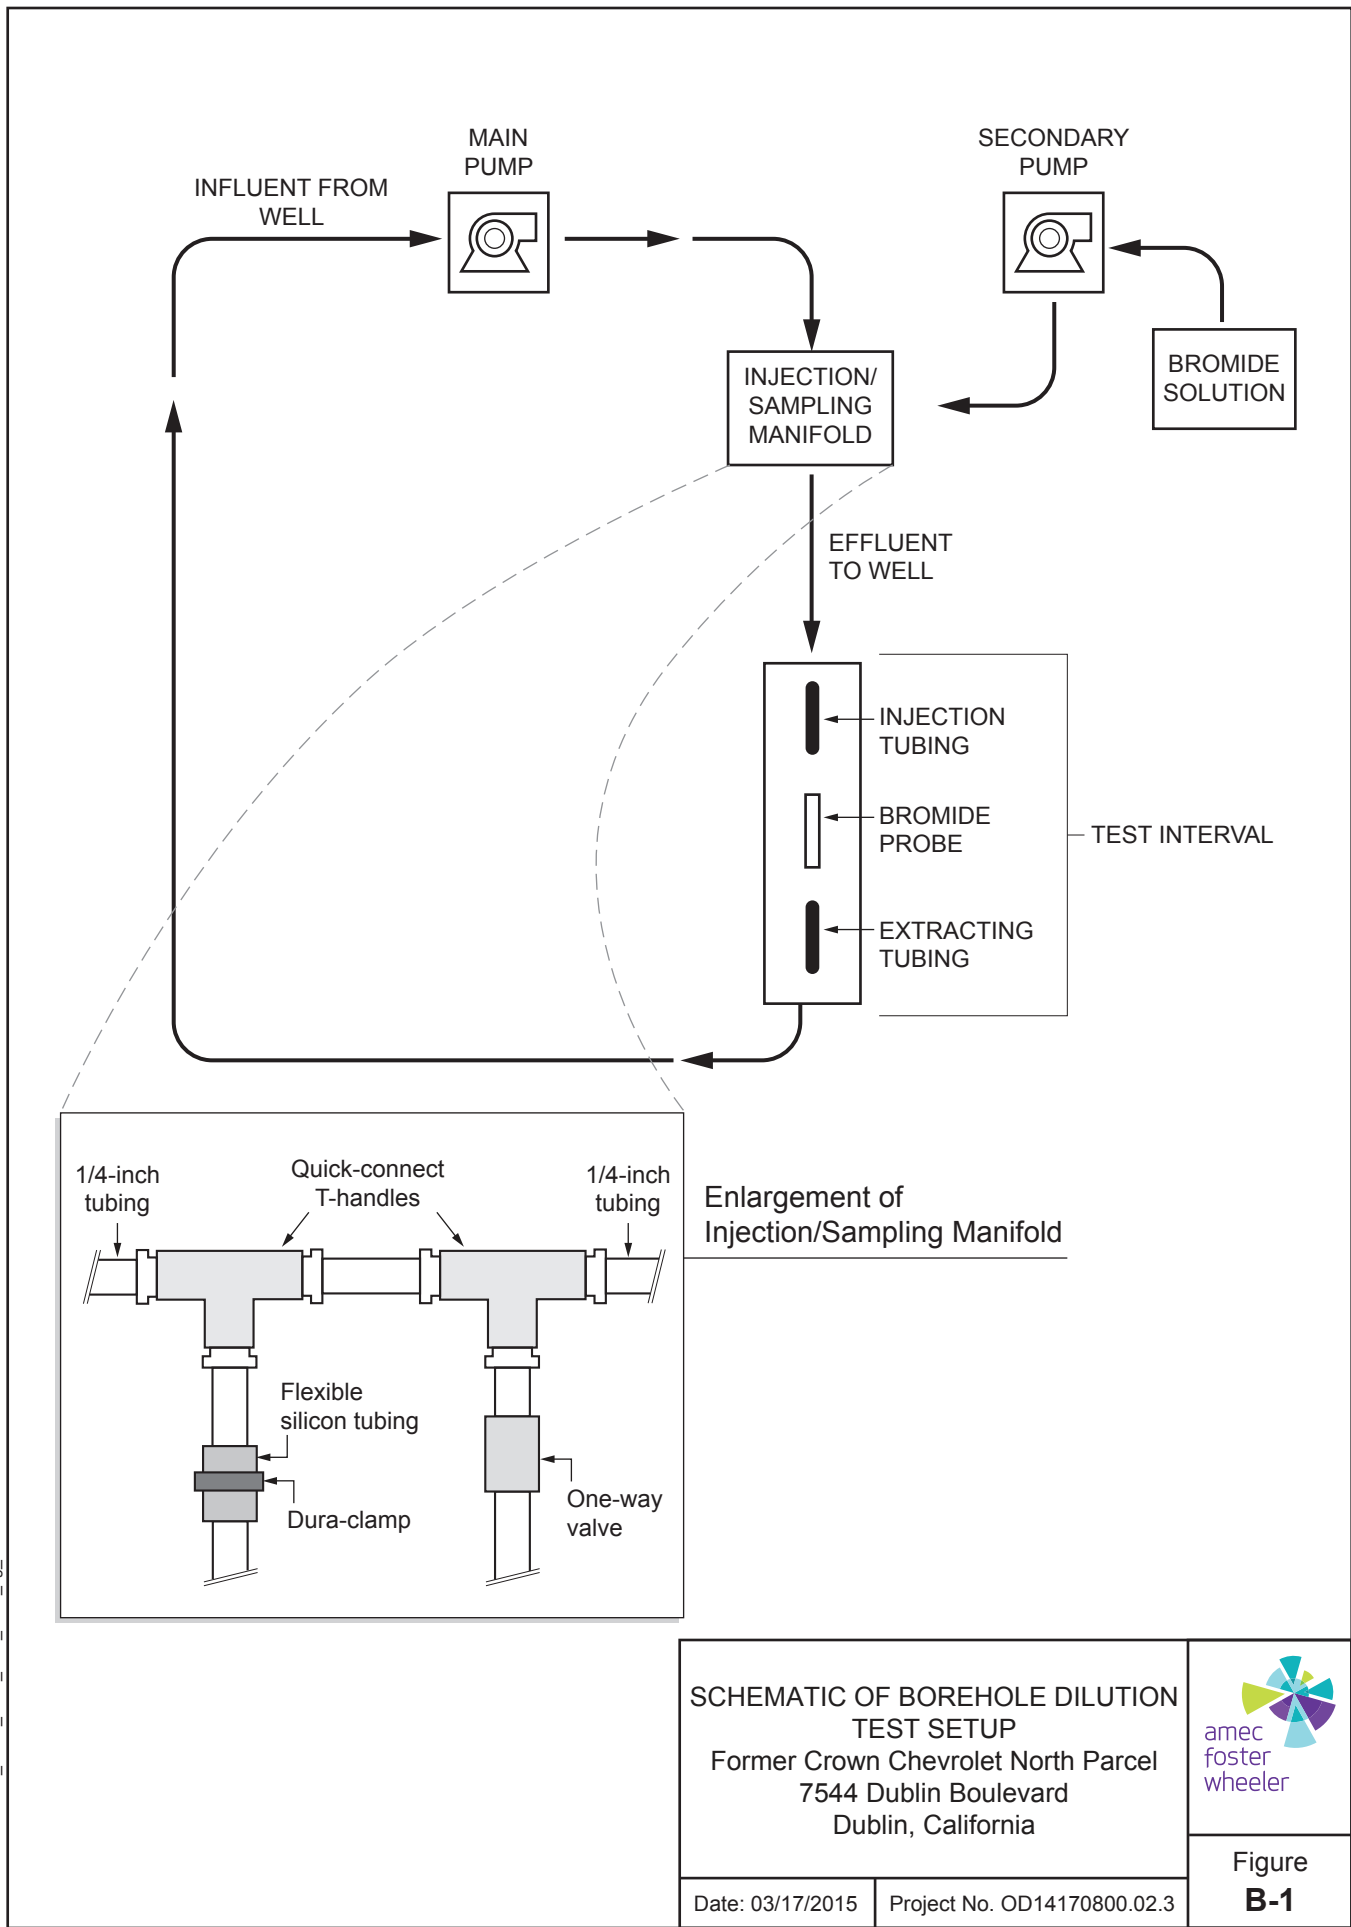 MAIN
PUMP
SECONDARY
PUMP
INFLUENT FROM
WELL
INJECTION/
SAMPLING
MANIFOLD
BROMIDE
SOLUTION
EFFLUENT
TO WELL
INJECTION
TUBING
BROMIDE
PROBE
TEST INTERVAL
EXTRACTING
TUBING
1/4-inch
tubing
Quick-connect
T-handles
1/4-inch
tubing
Enlargement of
Injection/Sampling Manifold
Flexible
silicon tubing
Dura-clamp
One-way
valve
SCHEMATIC OF BOREHOLE DILUTION
TEST SETUP
Former Crown Chevrolet North Parcel
7544 Dublin Boulevard
Dublin, California
amec
foster
wheeler
Date: 03/17/2015
Project No. OD14170800.02.3
Figure
B-1